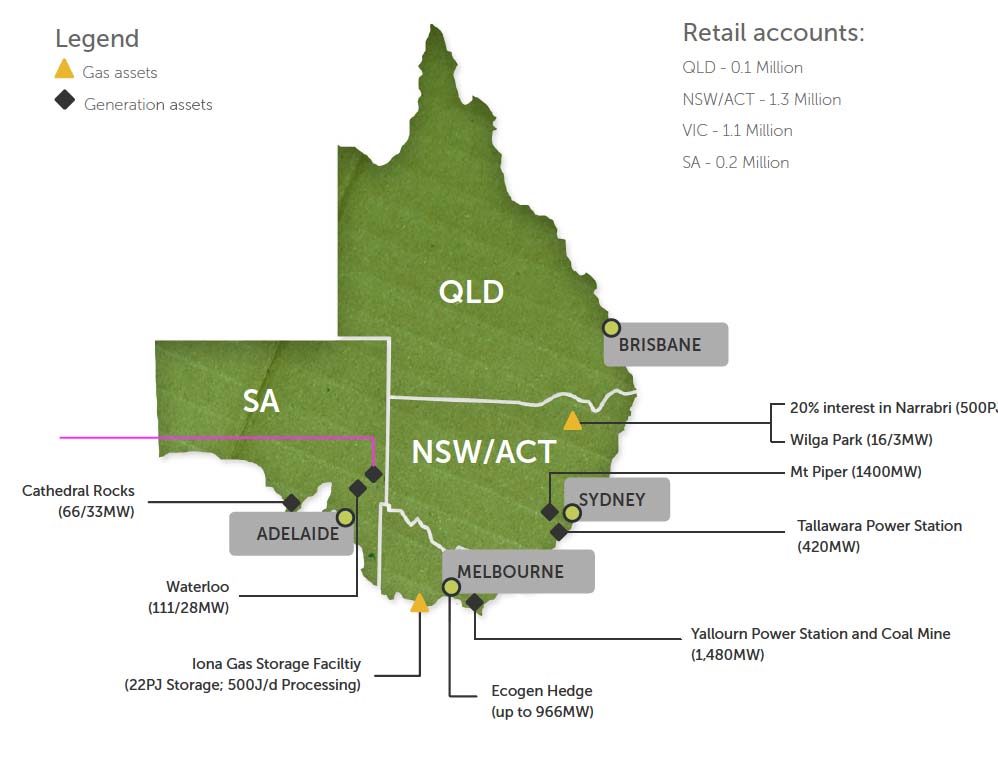 Legend
Gas assets
Generation assets
Retail accounts:
QLD - 0.1 Million
NSW/ACT - 1.3 Million
VIC - 1.1 Million
SA - 0.2 Million
QLD
BRISBANE
SA
NSW/ACT
20% interest in Narrabri (500PJ
Wilga Park (16/3MW)
Mt Piper (1400MW)
Cathedral Rocks
(66/33MW)
SYDNEY
ADELAIDE
Tallawara Power Station
(420MW)
MELBOURNE
Waterloo
(111/28MW)
Yallourn Power Station and Coal Mine
(1,480MW)
Iona Gas Storage Faciltiy
(22PJ Storage; 500J/d Processing)
Ecogen Hedge
(up to 966MW)